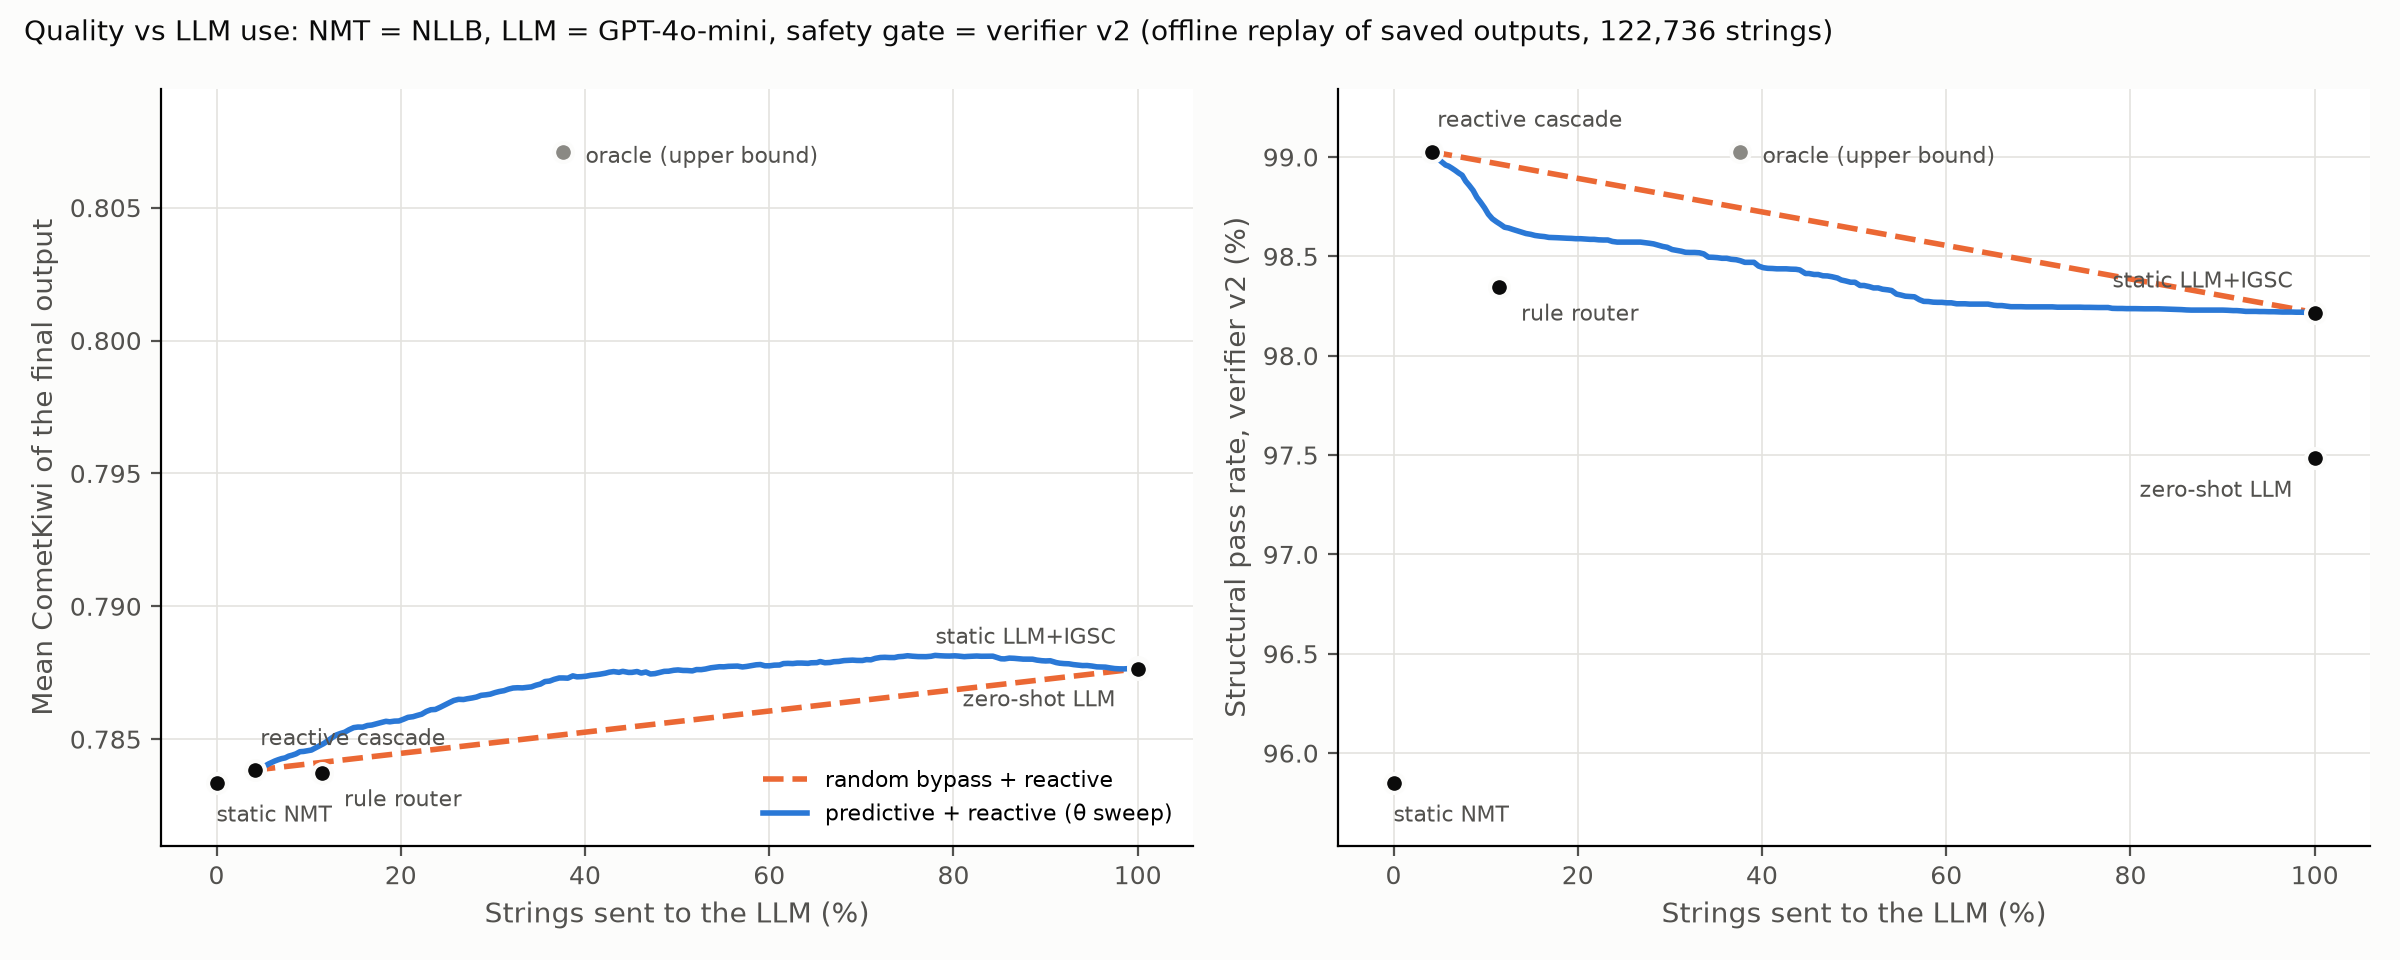 Quality vs LLM use: NMT = NLLB, LLM = GPT-4o-mini, safety gate = verifier v2 (offline replay of saved outputs, 122,736 strings)
Mean CometKiwi of the final output
0.805
0.800
0.795
0.790
0.785
oracle (upper bound)
static LLM+IGSC
zero-shot LLM
reactive cascade
rule router
static NMT
random bypass + reactive
predictive + reactive (θ sweep)
0 20 40 60 80 100
Strings sent to the LLM (%)
Structural pass rate, verifier v2 (%)
99.0
98.5
98.0
97.5
97.0
96.5
96.0
reactive cascade
oracle (upper bound)
static LLM+IGSC
rule router
zero-shot LLM
static NMT
0 20 40 60 80 100
Strings sent to the LLM (%)